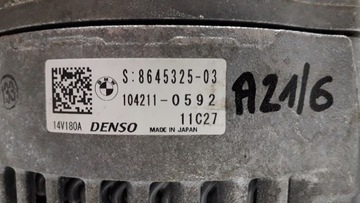 S: 8645325-03
104211-0592
11C27
14V180A DENSO MADE IN JAPAN
A21/6